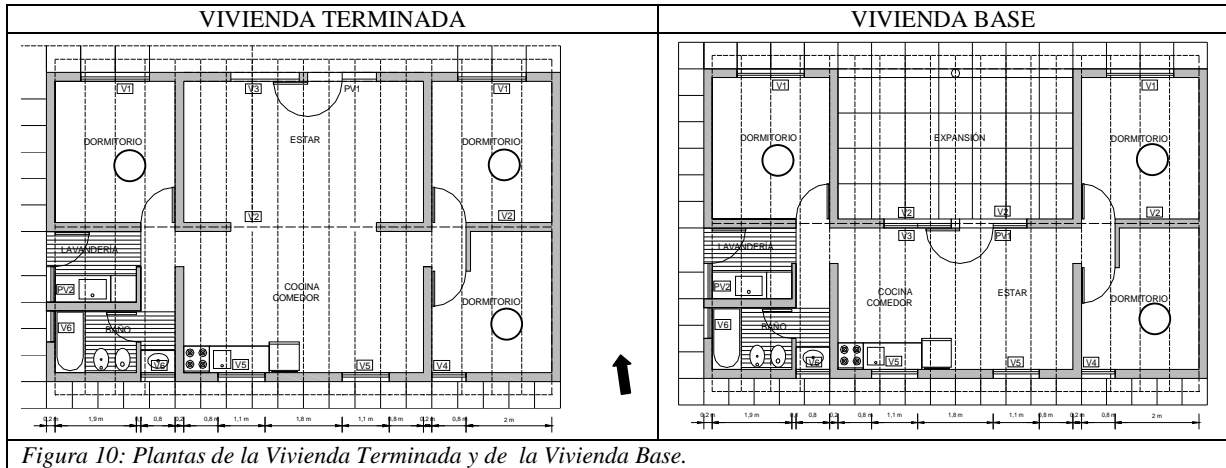 VIVIENDA TERMINADA
VIVIENDA BASE
V1
V3
PV1
V1
DORMITORIO
ESTAR
DORMITORIO
V2
V2
LAVANDERÍA
PV2
COCINA
COMEDOR
V6
BAÑO
DORMITORIO
V6
V5
V5
V4
0,2 m
1,9 m
0,8
0,2
0,8 m
1,1 m
1,8 m
1,1 m
0,8 m
0,2 m
0,8 m
2 m
V1
V1
DORMITORIO
EXPANSIÓN
DORMITORIO
V2
V2
V2
V3
PV1
LAVANDERÍA
PV2
COCINA
COMEDOR
ESTAR
V6
BAÑO
DORMITORIO
V6
V5
V5
V4
0,2 m
1,9 m
0,8
0,2
0,8 m
1,1 m
1,8 m
1,1 m
0,8 m
0,2 m
0,8 m
2 m
Figura 10: Plantas de la Vivienda Terminada y de la Vivienda Base.